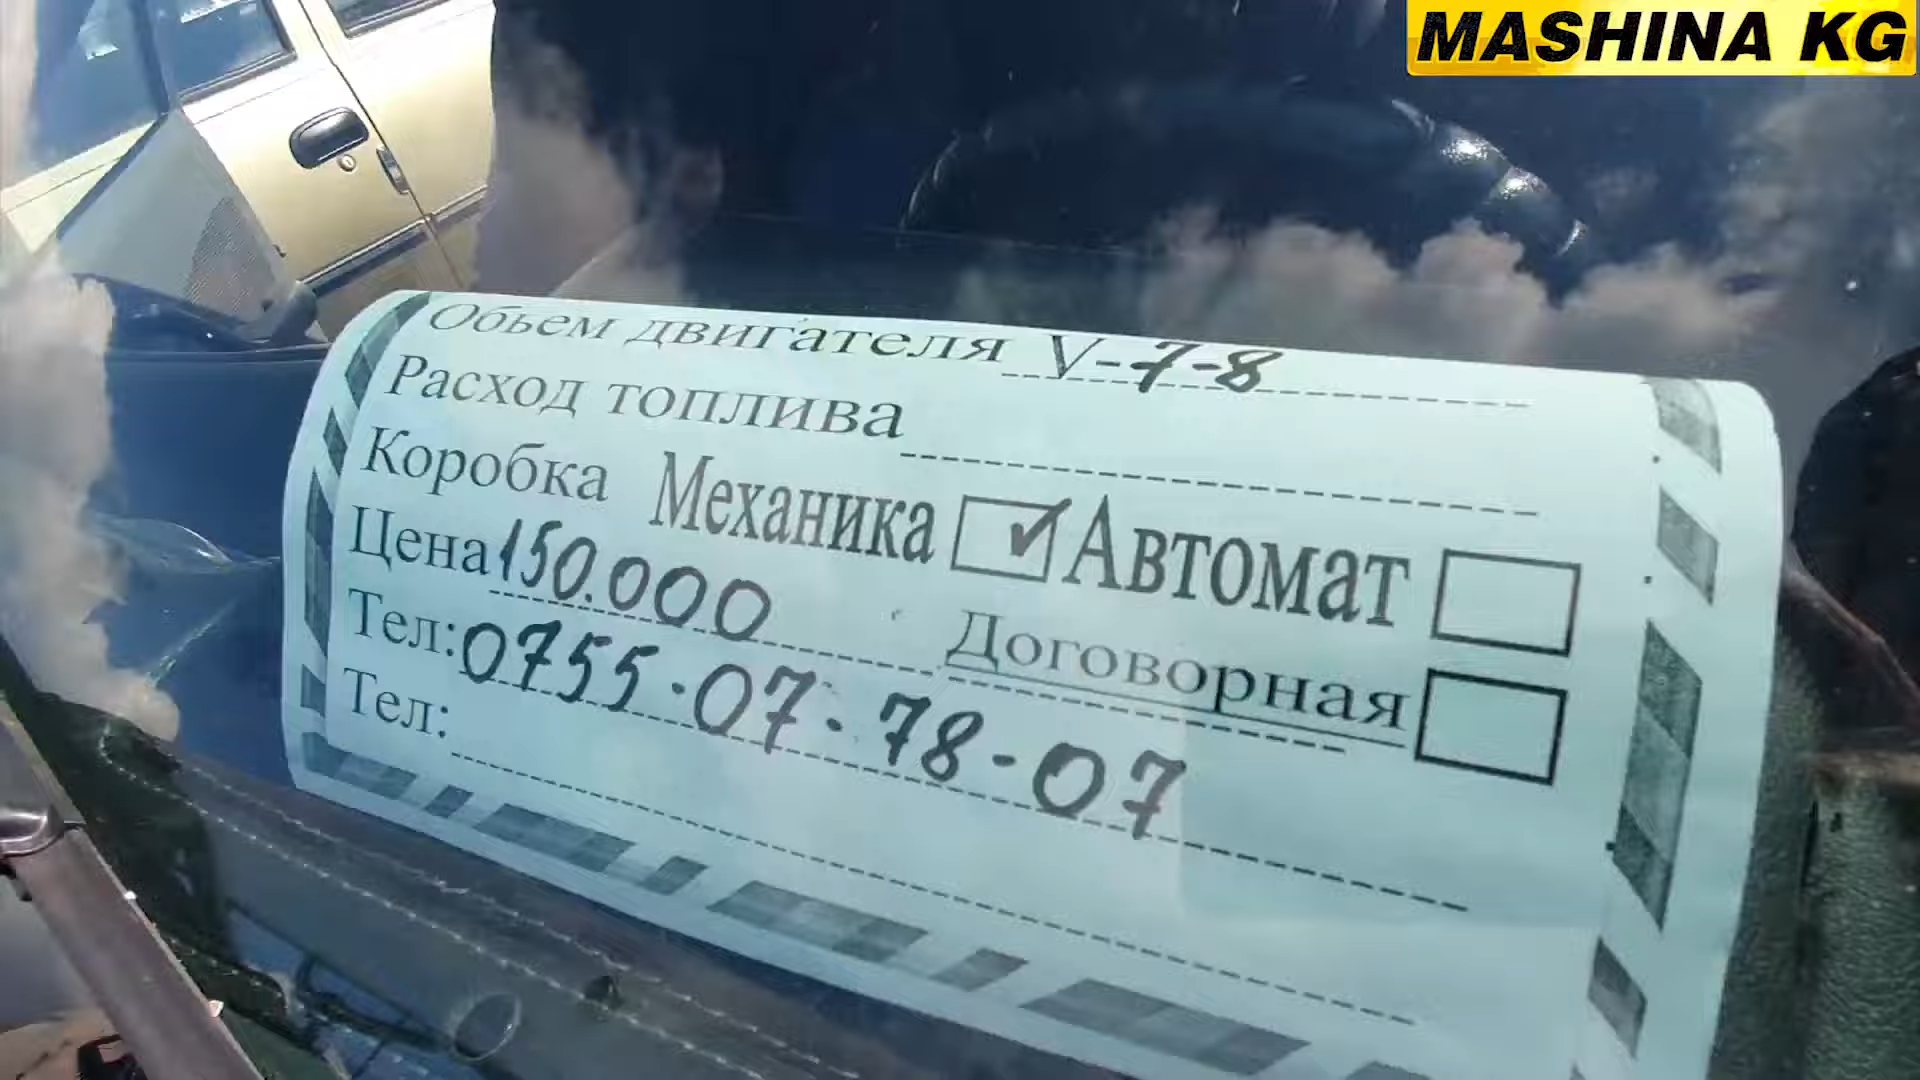 MASHINA KG
Обьем двигателя V-7-8
Расход топлива
Коробка Механика ✓ Автомат
Цена 150.000 Договорная
Тел: 0755-07-78-07
Тел: